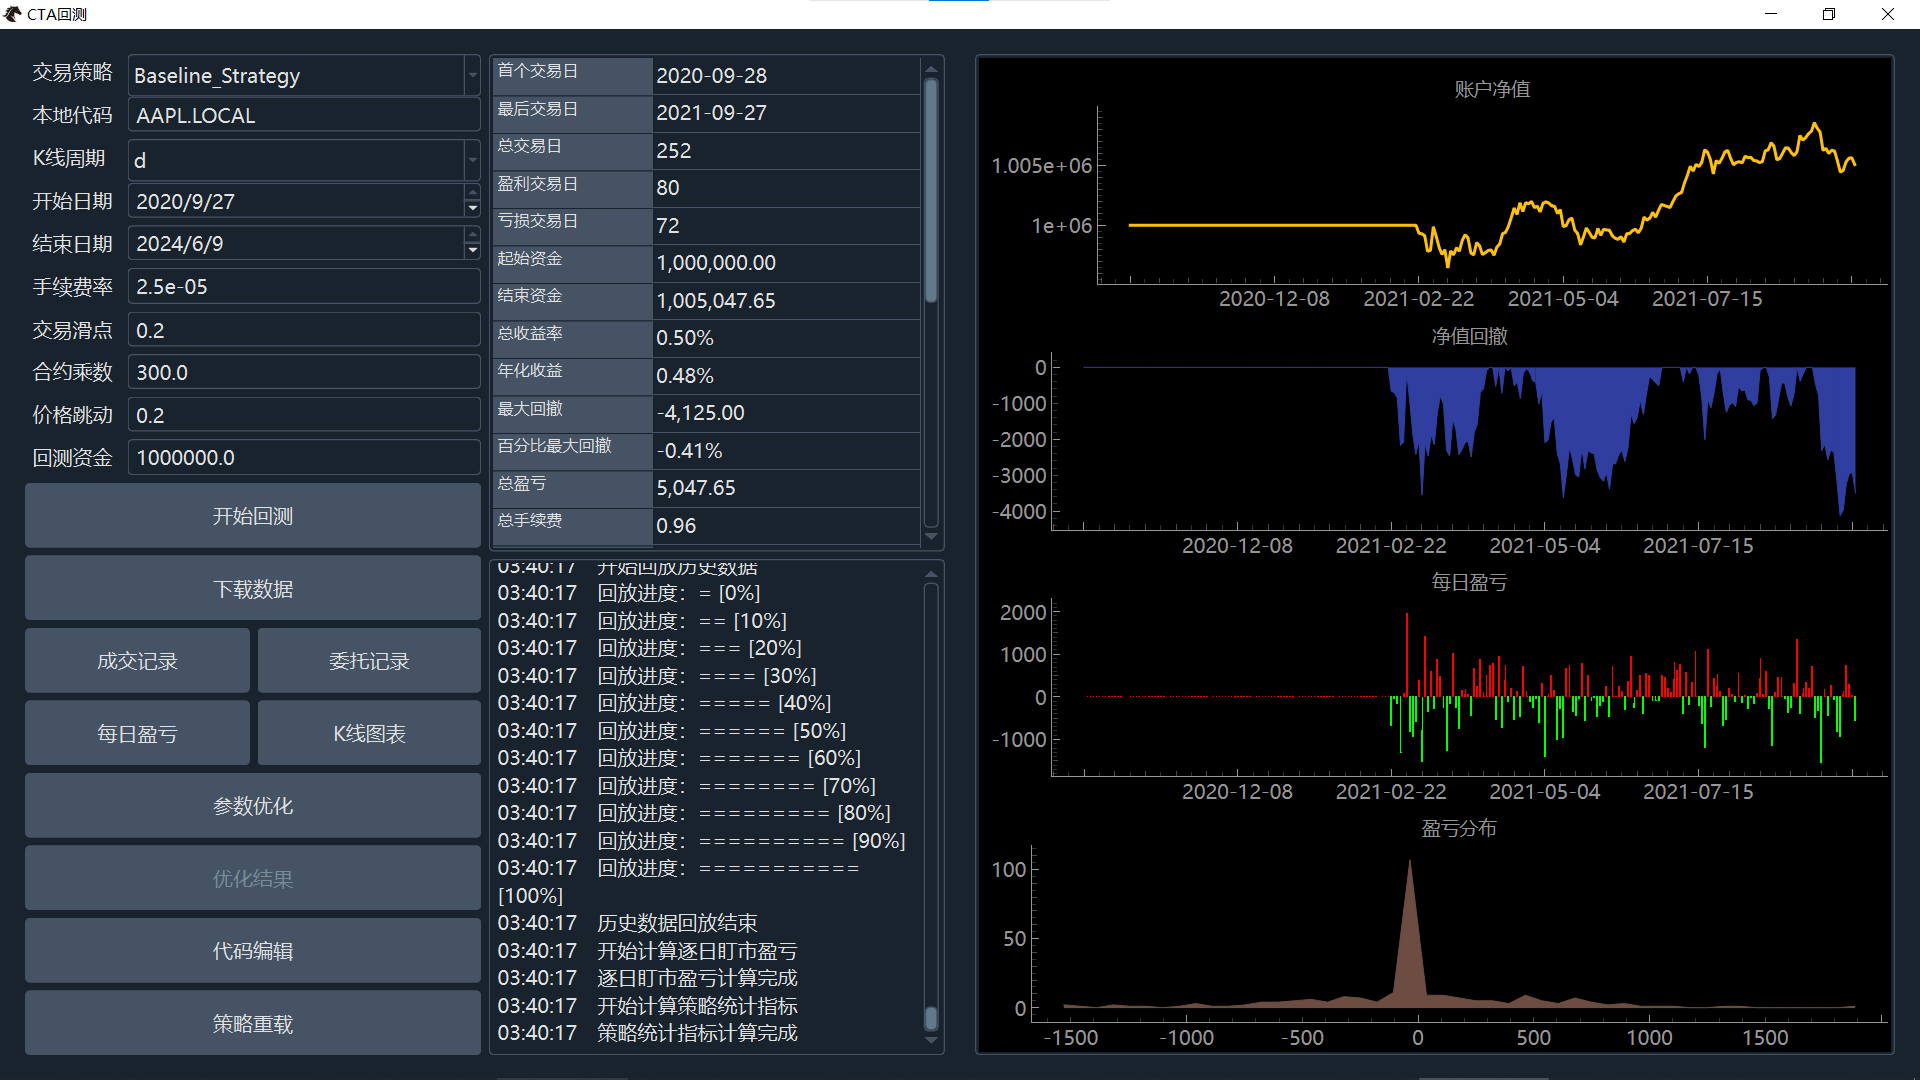 CTA回测
交易策略 Baseline_Strategy
本地代码 AAPL.LOCAL
K线周期 d
开始日期 2020/9/27
结束日期 2024/6/9
手续费率 2.5e-05
交易滑点 0.2
合约乘数 300.0
价格跳动 0.2
回测资金 1000000.0
开始回测
下载数据
成交记录 委托记录
每日盈亏 K线图表
参数优化
优化结果
代码编辑
策略重载
首个交易日 2020-09-28
最后交易日 2021-09-27
总交易日 252
盈利交易日 80
亏损交易日 72
起始资金 1,000,000.00
结束资金 1,005,047.65
总收益率 0.50%
年化收益 0.48%
最大回撤 -4,125.00
百分比最大回撤 -0.41%
总盈亏 5,047.65
总手续费 0.96
03:40:17 开始回放历史数据
03:40:17 回放进度：= [0%]
03:40:17 回放进度：== [10%]
03:40:17 回放进度：=== [20%]
03:40:17 回放进度：==== [30%]
03:40:17 回放进度：===== [40%]
03:40:17 回放进度：====== [50%]
03:40:17 回放进度：======= [60%]
03:40:17 回放进度：======== [70%]
03:40:17 回放进度：========= [80%]
03:40:17 回放进度：========== [90%]
03:40:17 回放进度：===========
[100%]
03:40:17 历史数据回放结束
03:40:17 开始计算逐日盯市盈亏
03:40:17 逐日盯市盈亏计算完成
03:40:17 开始计算策略统计指标
03:40:17 策略统计指标计算完成
账户净值
1.005e+06
1e+06
2020-12-08 2021-02-22 2021-05-04 2021-07-15
净值回撤
0
-1000
-2000
-3000
-4000
2020-12-08 2021-02-22 2021-05-04 2021-07-15
每日盈亏
2000
1000
0
-1000
2020-12-08 2021-02-22 2021-05-04 2021-07-15
盈亏分布
100
50
0
-1500 -1000 -500 0 500 1000 1500